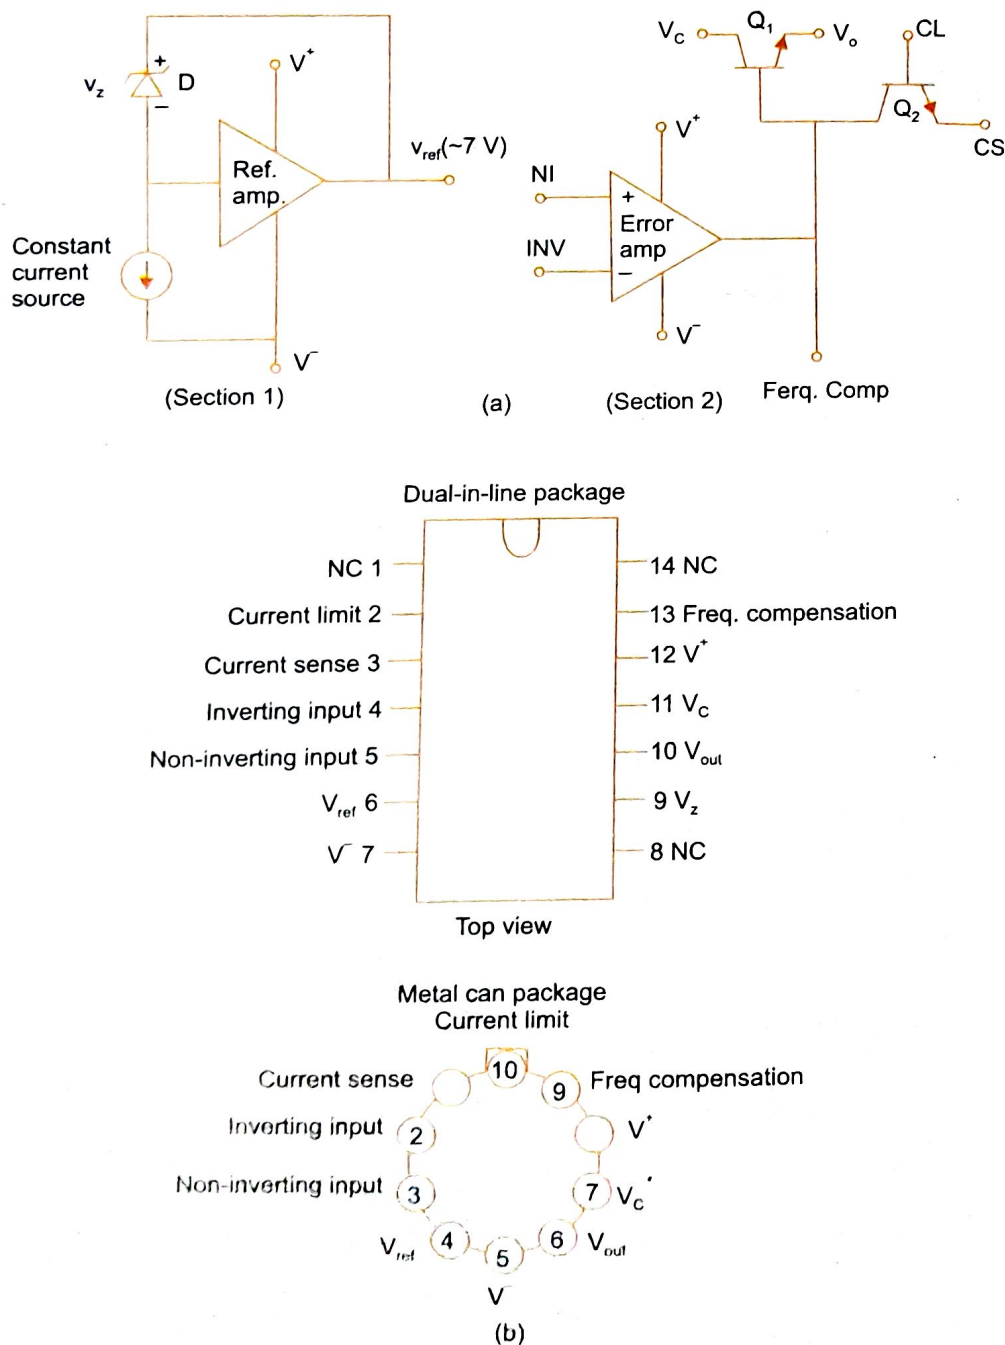 V⁺
+
v_z
D
−
Ref.
amp.
v_ref(~7 V)
Constant
current
source
V⁻
(Section 1)
V_C
Q₁
V_o
CL
Q₂
CS
V⁺
NI
+
Error
amp
INV
−
V⁻
(Section 2)
Ferq. Comp
(a)
Dual-in-line package
NC 1
14 NC
Current limit 2
13 Freq. compensation
Current sense 3
12 V⁺
Inverting input 4
11 V_C
Non-inverting input 5
10 V_out
V_ref 6
9 V_z
V⁻ 7
8 NC
Top view
Metal can package
Current limit
10
Current sense
9 Freq compensation
Inverting input 2
V⁺
Non-inverting input 3
7 V_C
V_ref 4
6 V_out
5
V⁻
(b)